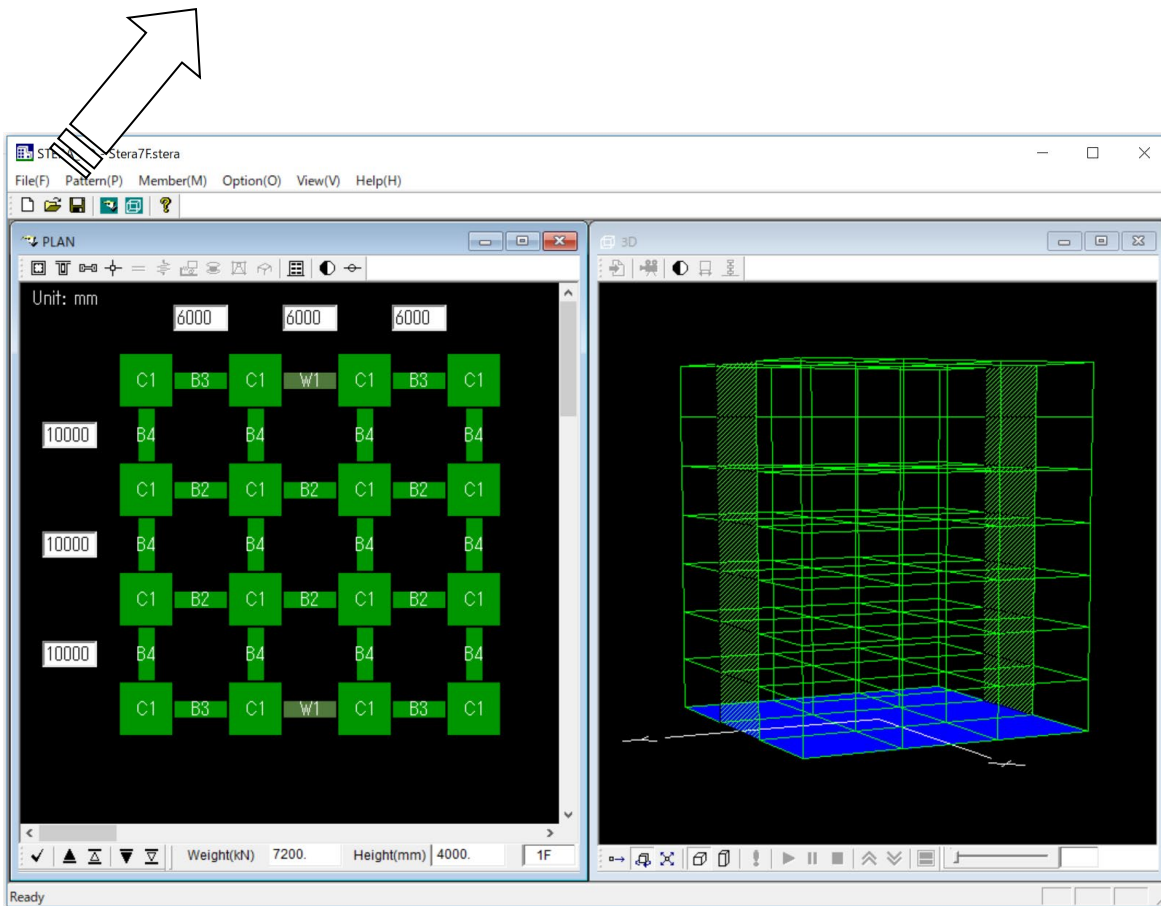 Stera7F.stera
File(F) Pattern(P) Member(M) Option(O) View(V) Help(H)
PLAN
Unit: mm
6000 6000 6000
C1 B3 C1 W1 C1 B3 C1
10000 B4 B4 B4 B4
C1 B2 C1 B2 C1 B2 C1
10000 B4 B4 B4 B4
C1 B2 C1 B2 C1 B2 C1
10000 B4 B4 B4 B4
C1 B3 C1 W1 C1 B3 C1
Weight(kN) 7200. Height(mm) 4000. 1F
3D
Ready